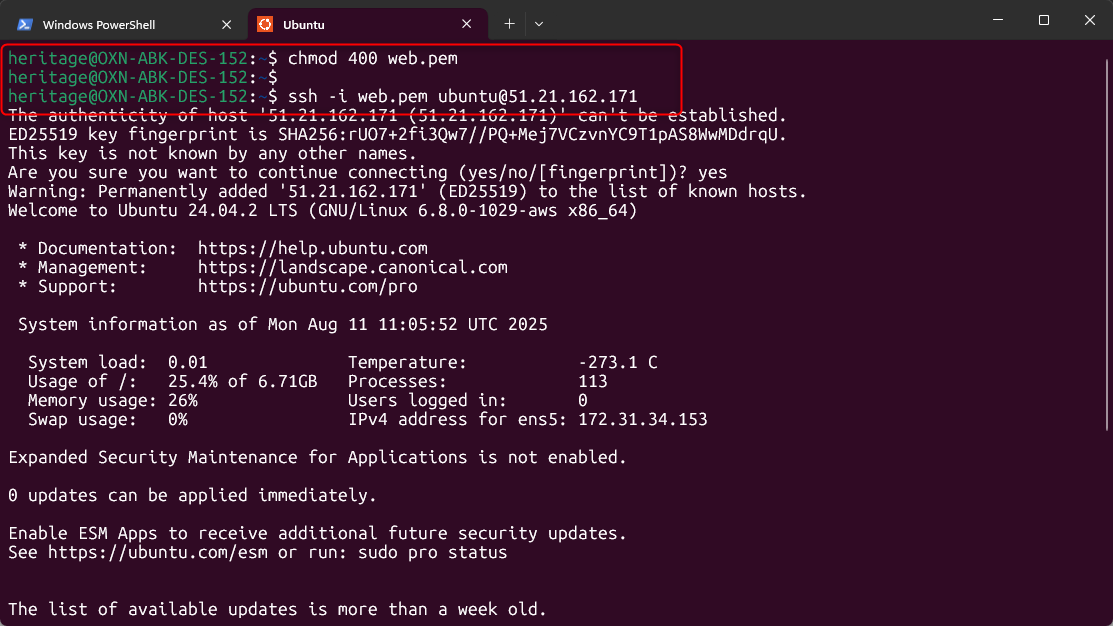 Windows PowerShell
Ubuntu
heritage@OXN-ABK-DES-152:~$ chmod 400 web.pem
heritage@OXN-ABK-DES-152:~$
heritage@OXN-ABK-DES-152:~$ ssh -i web.pem ubuntu@51.21.162.171
The authenticity of host '51.21.162.171 (51.21.162.171)' can't be established.
ED25519 key fingerprint is SHA256:rUO7+2fi3Qw7//PQ+Mej7VCzvnYC9T1pAS8WwMDdrqU.
This key is not known by any other names.
Are you sure you want to continue connecting (yes/no/[fingerprint])? yes
Warning: Permanently added '51.21.162.171' (ED25519) to the list of known hosts.
Welcome to Ubuntu 24.04.2 LTS (GNU/Linux 6.8.0-1029-aws x86_64)
* Documentation: https://help.ubuntu.com
* Management: https://landscape.canonical.com
* Support: https://ubuntu.com/pro
System information as of Mon Aug 11 11:05:52 UTC 2025
System load: 0.01 Temperature: -273.1 C
Usage of /: 25.4% of 6.71GB Processes: 113
Memory usage: 26% Users logged in: 0
Swap usage: 0% IPv4 address for ens5: 172.31.34.153
Expanded Security Maintenance for Applications is not enabled.
0 updates can be applied immediately.
Enable ESM Apps to receive additional future security updates.
See https://ubuntu.com/esm or run: sudo pro status
The list of available updates is more than a week old.